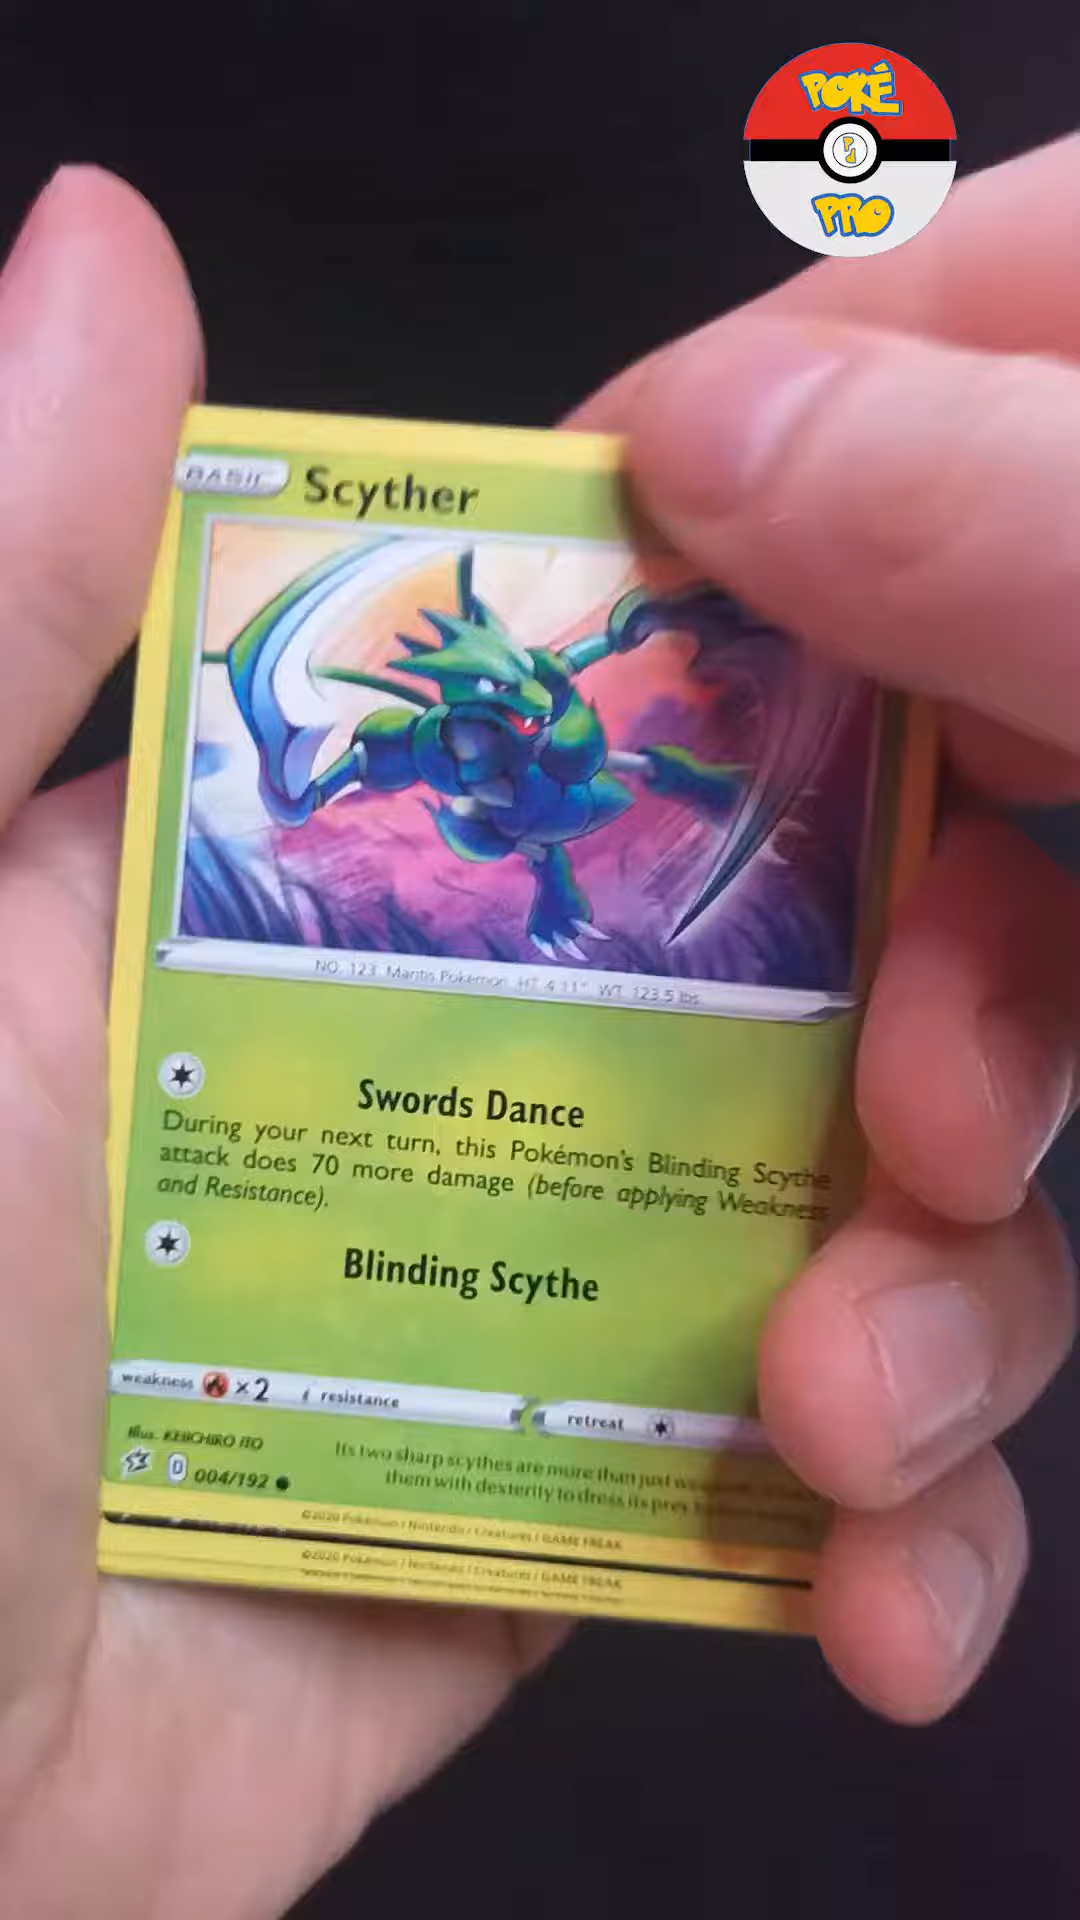 POKÉ
PRO
BASIC
Scyther
NO. 123 Mantis Pokémon HT 4'11" WT 123.5 lbs
Swords Dance
During your next turn, this Pokémon's Blinding Scythe
attack does 70 more damage (before applying Weakness
and Resistance).
Blinding Scythe
weakness ×2 resistance retreat
Illus. KEIICHIRO ITO
Its two sharp scythes are more than just
D 004/192
them with dexterity to dress its prey
©2020 Pokémon / Nintendo / Creatures / GAME FREAK
©2020 Pokémon / Nintendo / Creatures / GAME FREAK